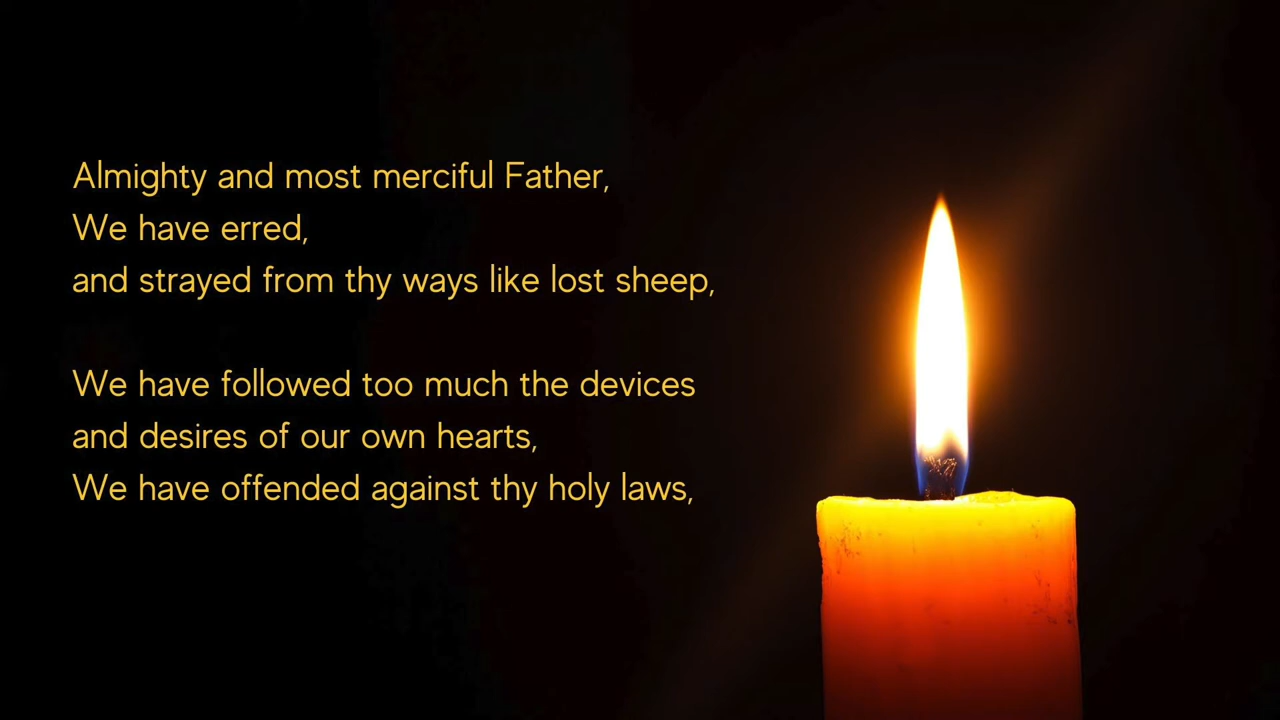 Almighty and most merciful Father,
We have erred,
and strayed from thy ways like lost sheep,
We have followed too much the devices
and desires of our own hearts,
We have offended against thy holy laws,